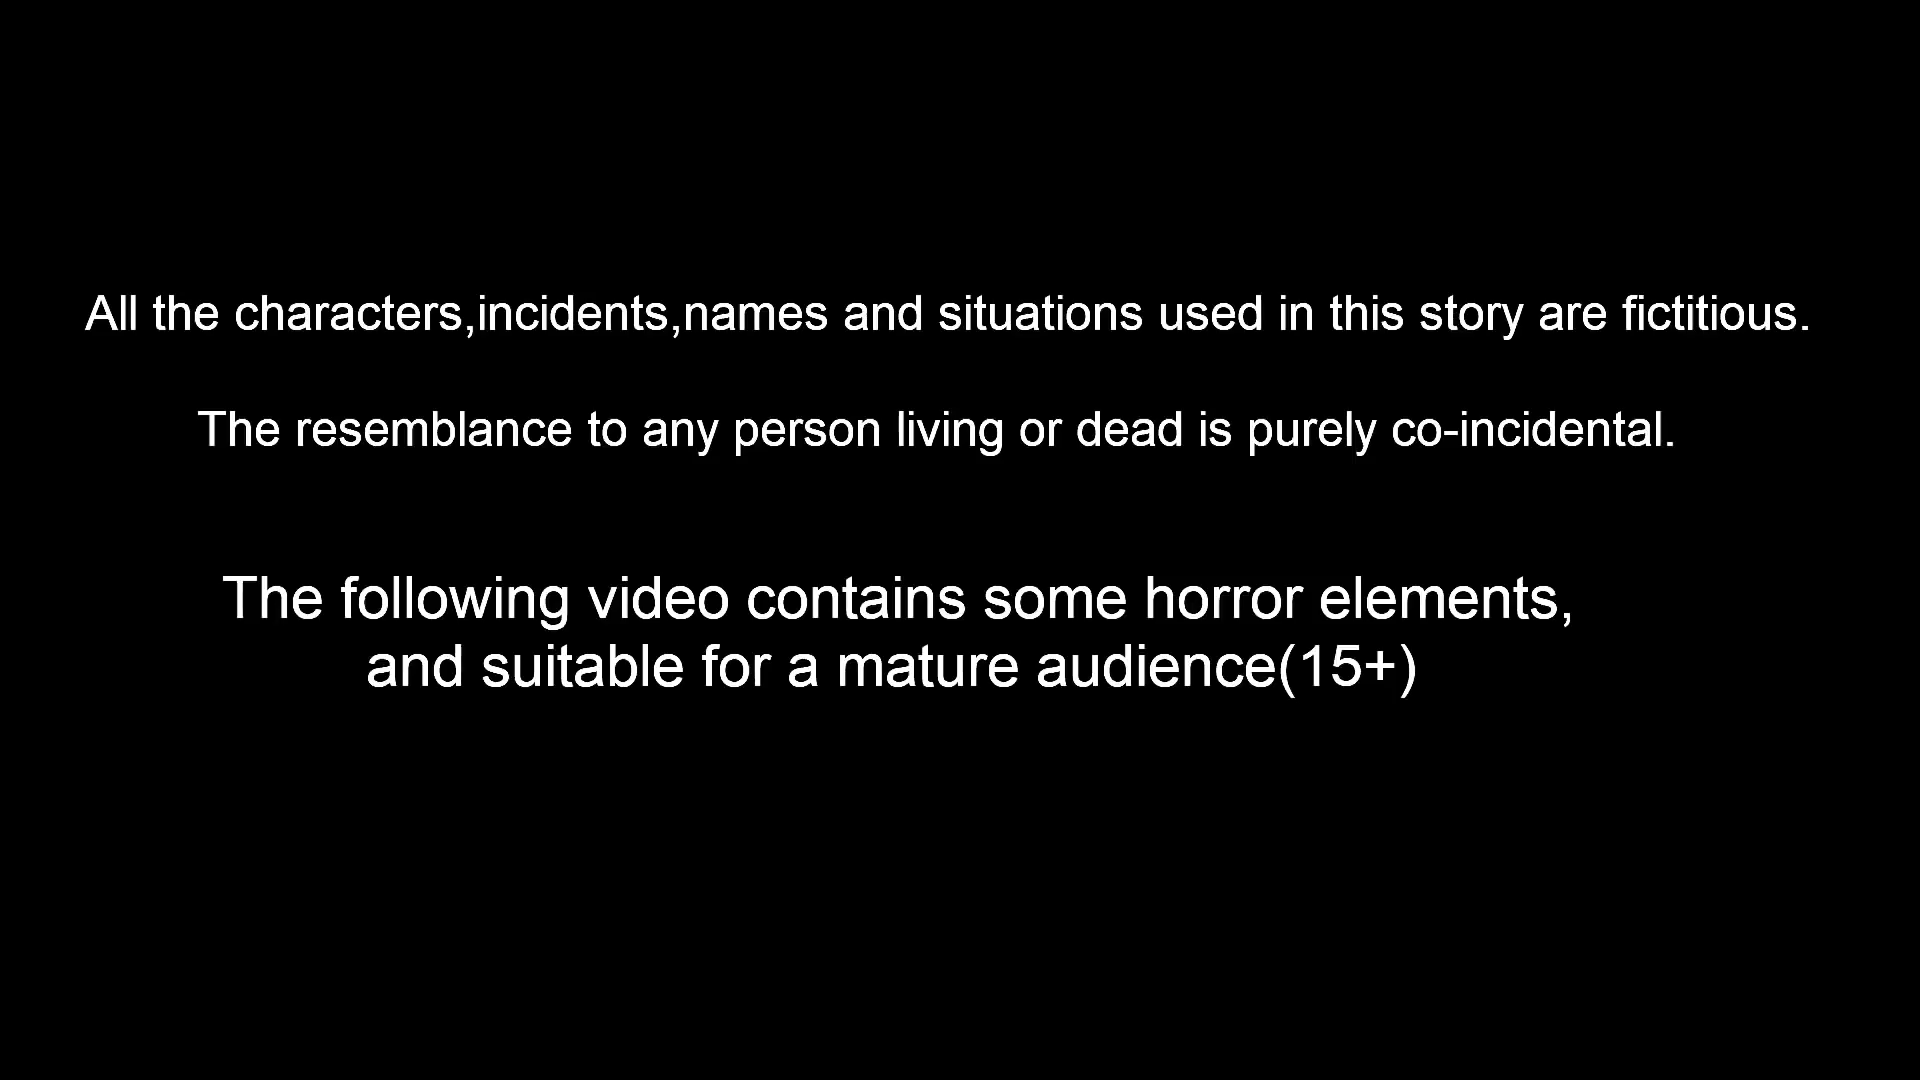 All the characters,incidents,names and situations used in this story are fictitious.
The resemblance to any person living or dead is purely co-incidental.
The following video contains some horror elements,
and suitable for a mature audience(15+)